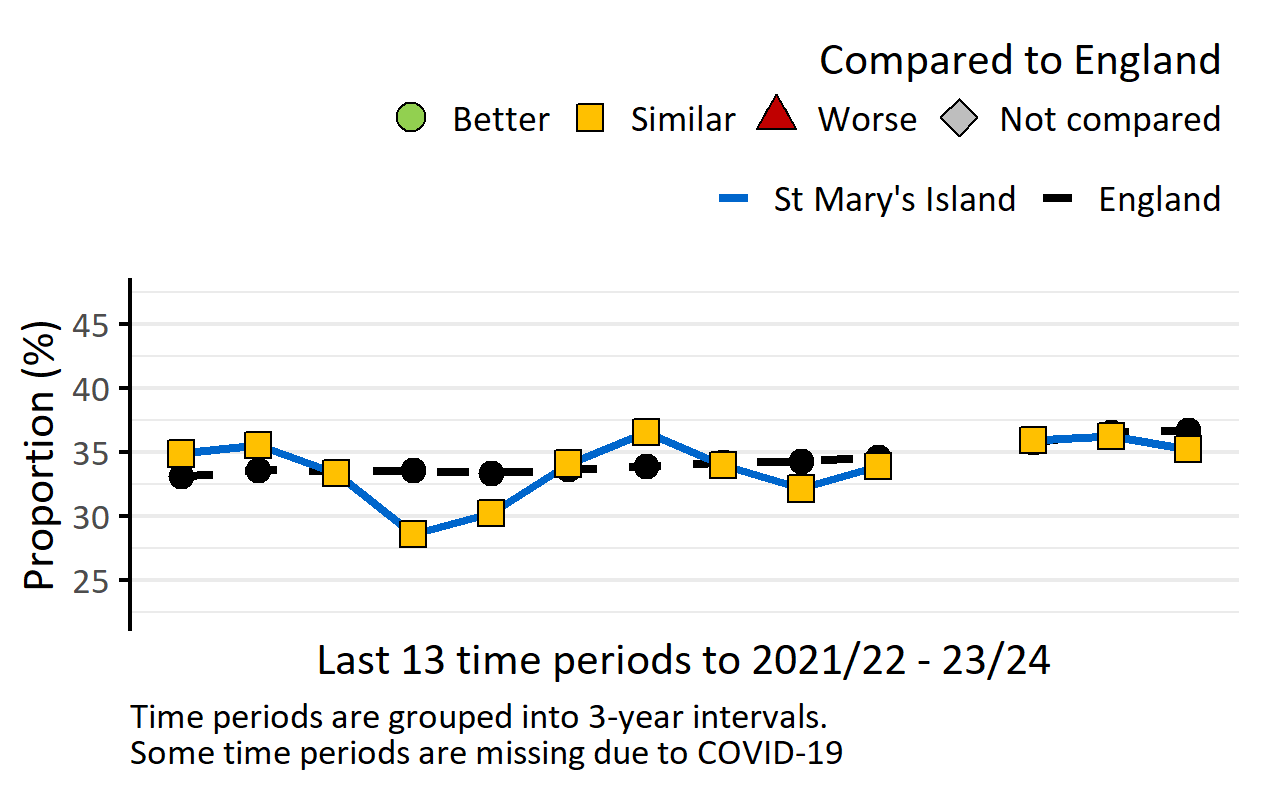 Compared to England
Better Similar Worse Not compared
St Mary's Island England
Proportion (%)
45
40
35
30
25
Last 13 time periods to 2021/22 - 23/24
Time periods are grouped into 3-year intervals.
Some time periods are missing due to COVID-19